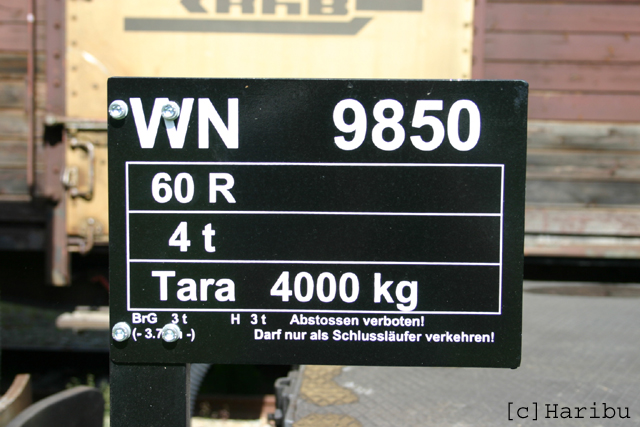 WN 9850
60 R
4 t
Tara 4000 kg
BrG 3 t H 3 t Abstossen verboten!
Darf nur als Schlussläufer verkehren!
[c] Haribu